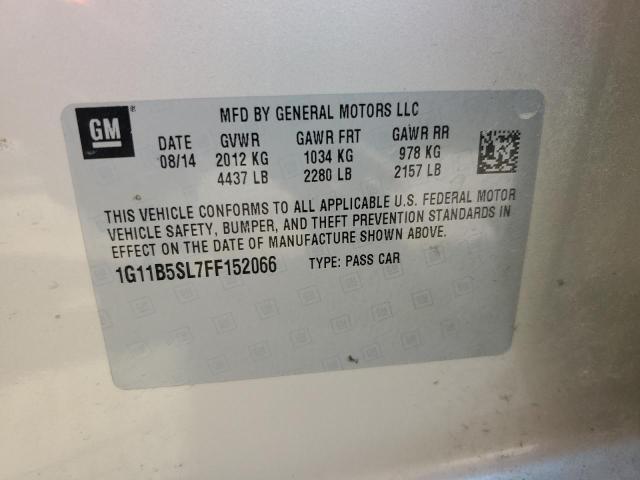 GM ®
MFD BY GENERAL MOTORS LLC
DATE GVWR GAWR FRT GAWR RR
08/14 2012 KG 1034 KG 978 KG
4437 LB 2280 LB 2157 LB
THIS VEHICLE CONFORMS TO ALL APPLICABLE U.S. FEDERAL MOTOR
VEHICLE SAFETY, BUMPER, AND THEFT PREVENTION STANDARDS IN
EFFECT ON THE DATE OF MANUFACTURE SHOWN ABOVE.
1G11B5SL7FF152066 TYPE: PASS CAR